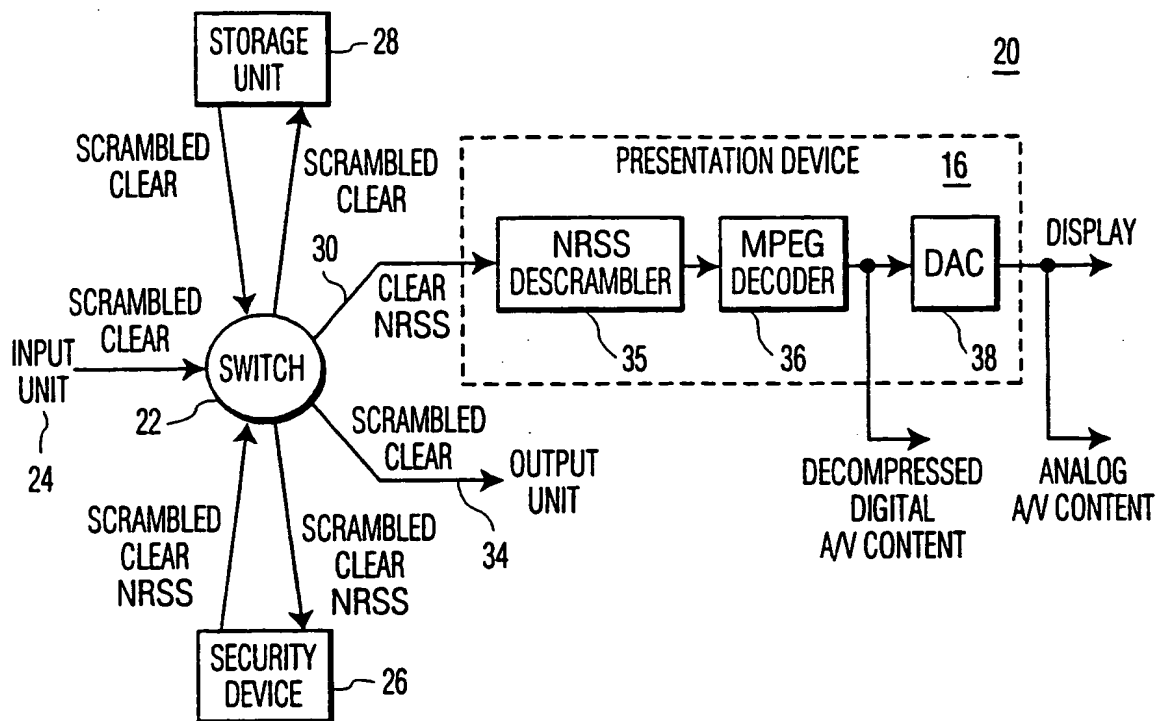 STORAGE
UNIT
28
20
SCRAMBLED
CLEAR
SCRAMBLED
CLEAR
PRESENTATION DEVICE
16
30
CLEAR
NRSS
NRSS
DESCRAMBLER
35
MPEG
DECODER
36
DAC
38
DISPLAY
SCRAMBLED
CLEAR
INPUT
UNIT
24
SWITCH
22
SCRAMBLED
CLEAR
OUTPUT
UNIT
34
DECOMPRESSED
DIGITAL
A/V CONTENT
ANALOG
A/V CONTENT
SCRAMBLED
CLEAR
NRSS
SCRAMBLED
CLEAR
NRSS
SECURITY
DEVICE
26